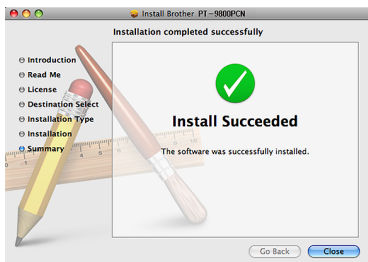 Install Brother PT-9800PCN
Installation completed successfully
Introduction
Read Me
License
Destination Select
Installation Type
Installation
Summary
Install Succeeded
The software was successfully installed.
Go Back
Close